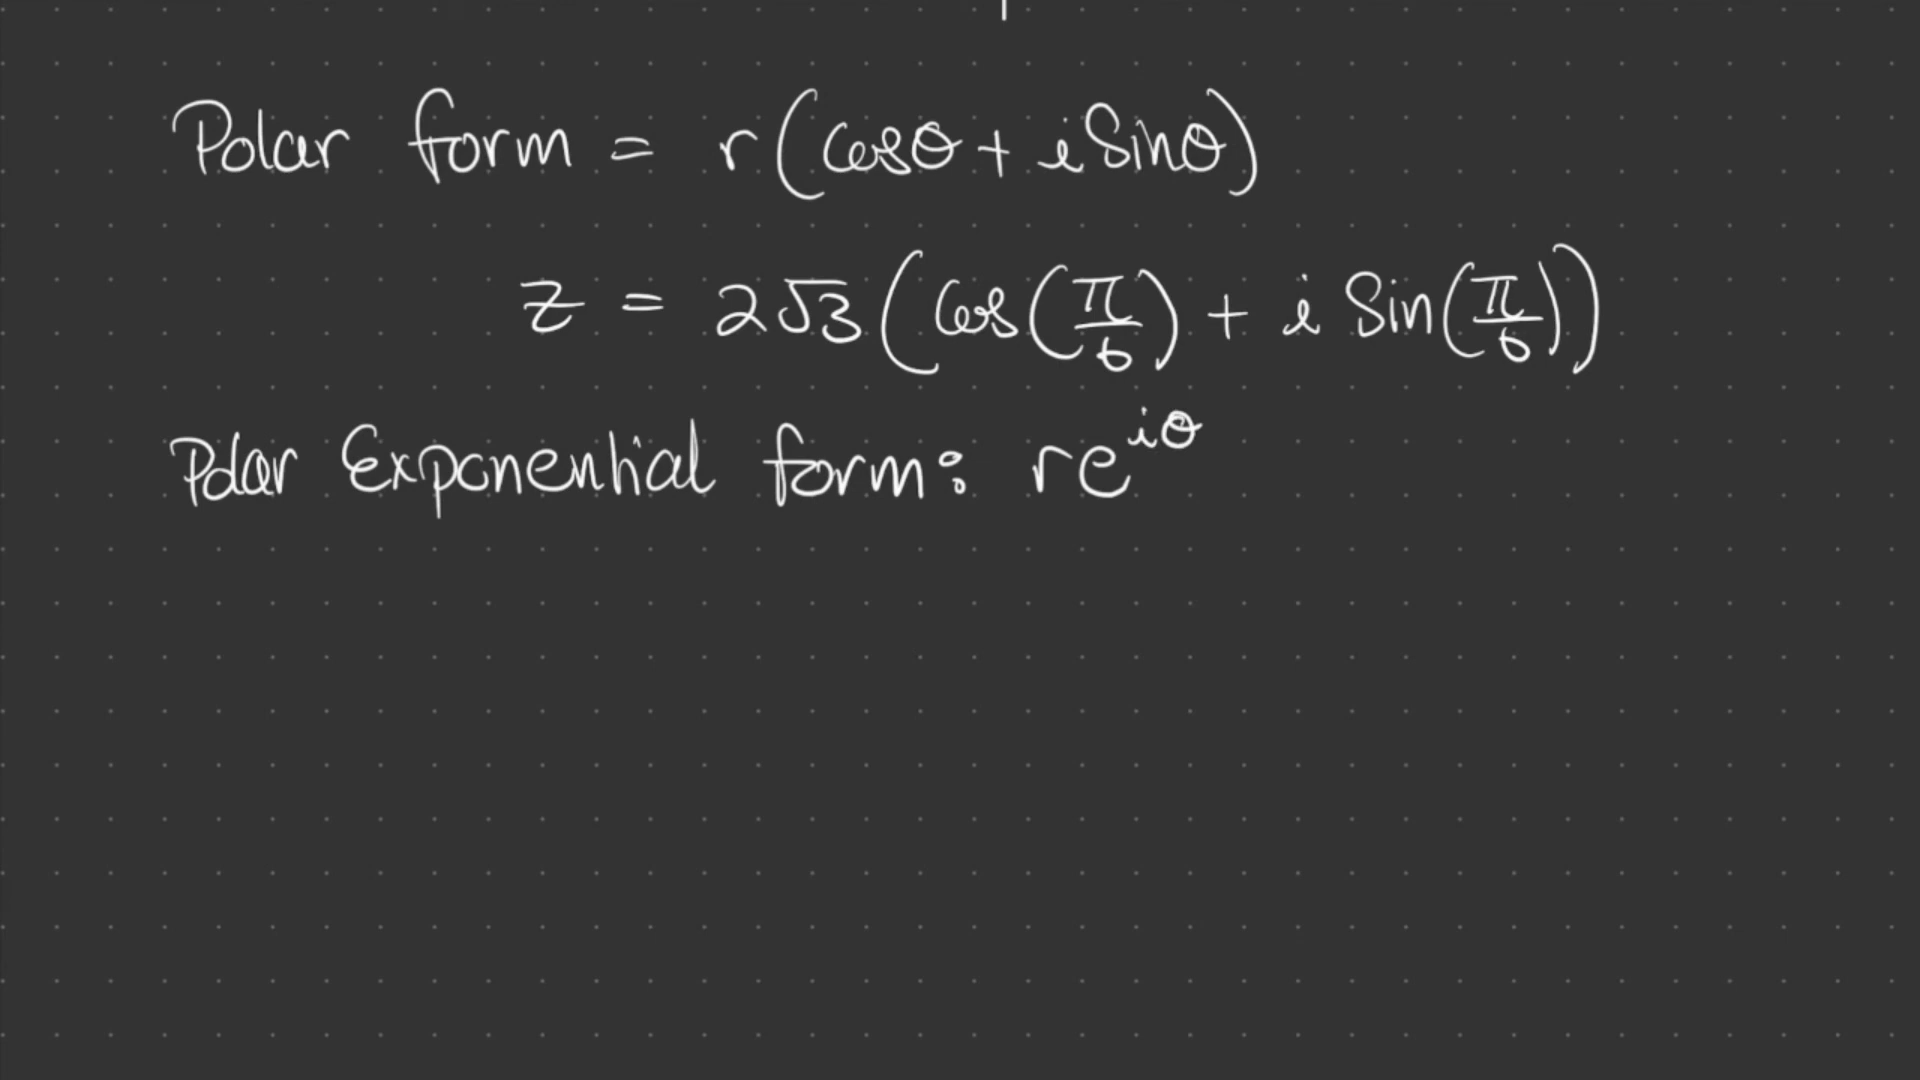 Polar form = r(cosθ + i Sinθ)
z = 2√3 (cos(π/6) + i Sin(π/6))
Polar Exponential form: re^{iθ}